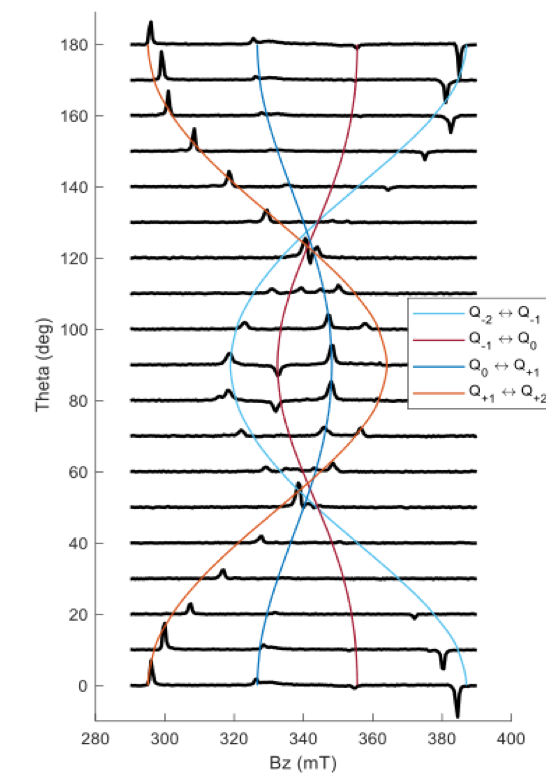 180
160
140
120
100
80
60
40
20
0
Theta (deg)
280
300
320
340
360
380
400
Bz (mT)
Q-2 ↔ Q-1
Q-1 ↔ Q0
Q0 ↔ Q+1
Q+1 ↔ Q+2